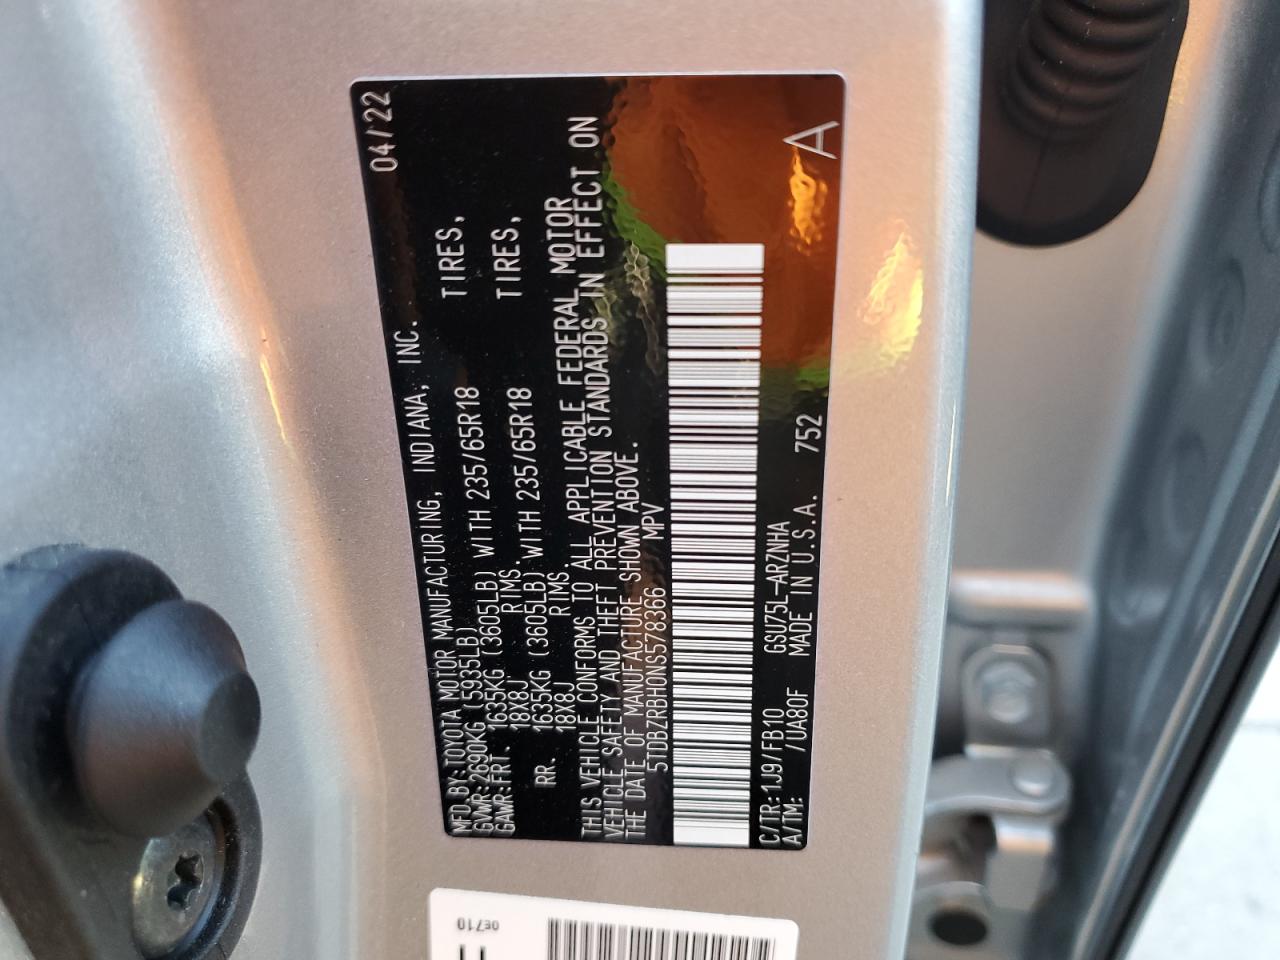 MFD.BY:TOYOTA MOTOR MANUFACTURING, INDIANA, INC. 04/22
GVWR:2690KG (5935LB)
GAWR:FRT. 1635KG (3605LB) WITH 235/65R18 TIRES,
18X8J RIMS.
RR. 1635KG (3605LB) WITH 235/65R18 TIRES,
18X8J RIMS.
THIS VEHICLE CONFORMS TO ALL APPLICABLE FEDERAL MOTOR
VEHICLE SAFETY AND THEFT PREVENTION STANDARDS IN EFFECT ON
THE DATE OF MANUFACTURE SHOWN ABOVE.
5TDBZRBH0NS578366 MPV
C/TR:1J9/FB10 GSU75L-ARZNHA
A/TM: /UA80F MADE IN U.S.A. 752
A
0E710